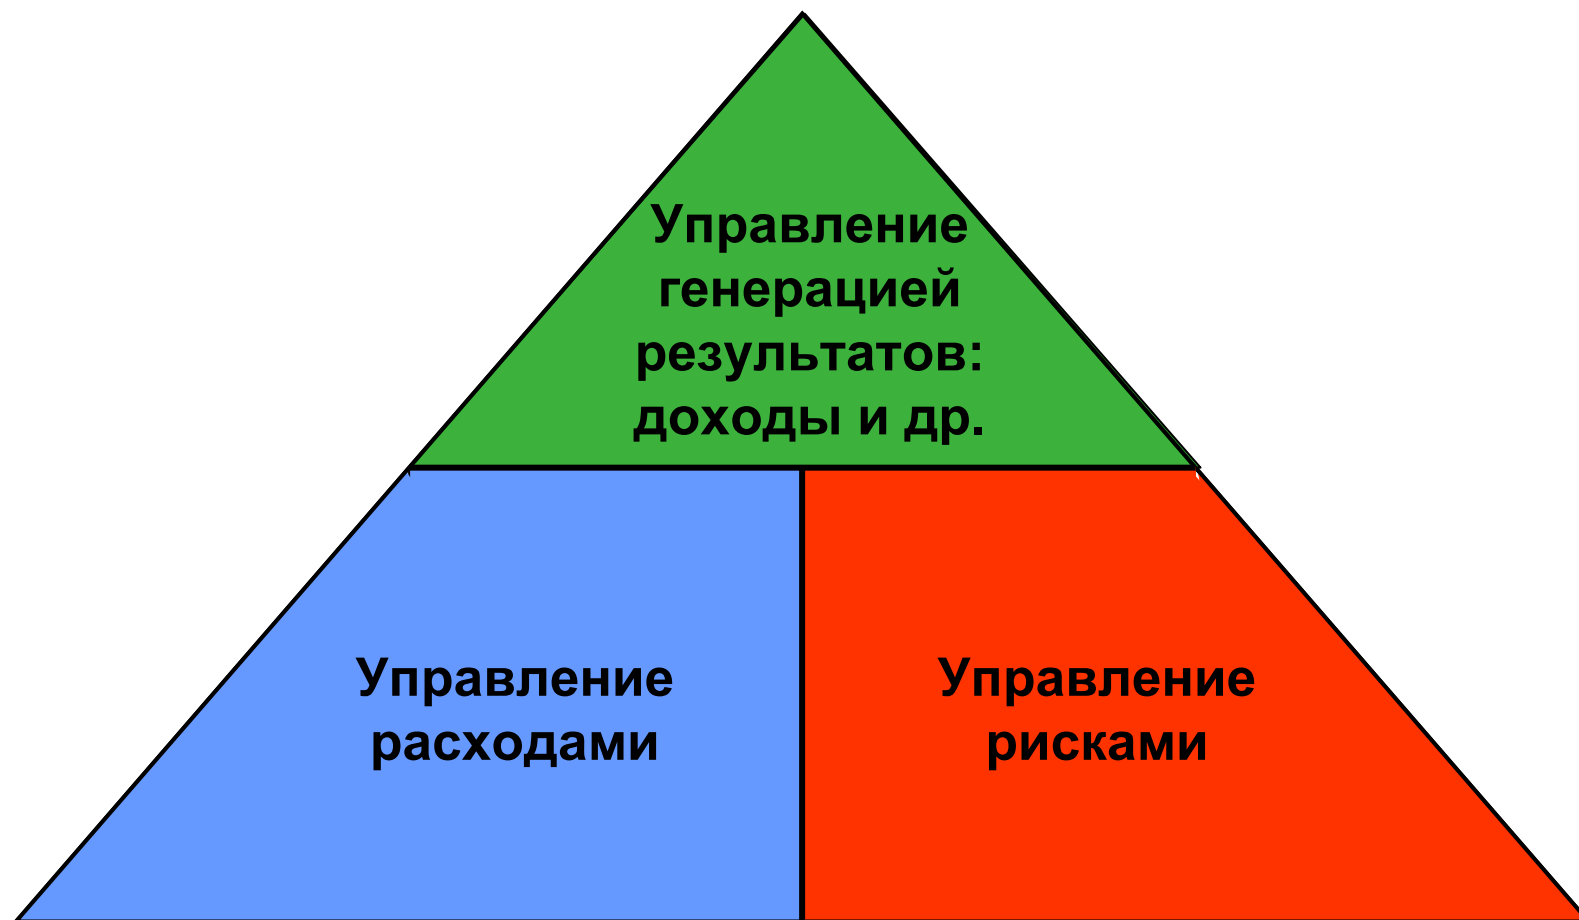 Управление
генерацией
результатов:
доходы и др.
Управление
расходами
Управление
рисками